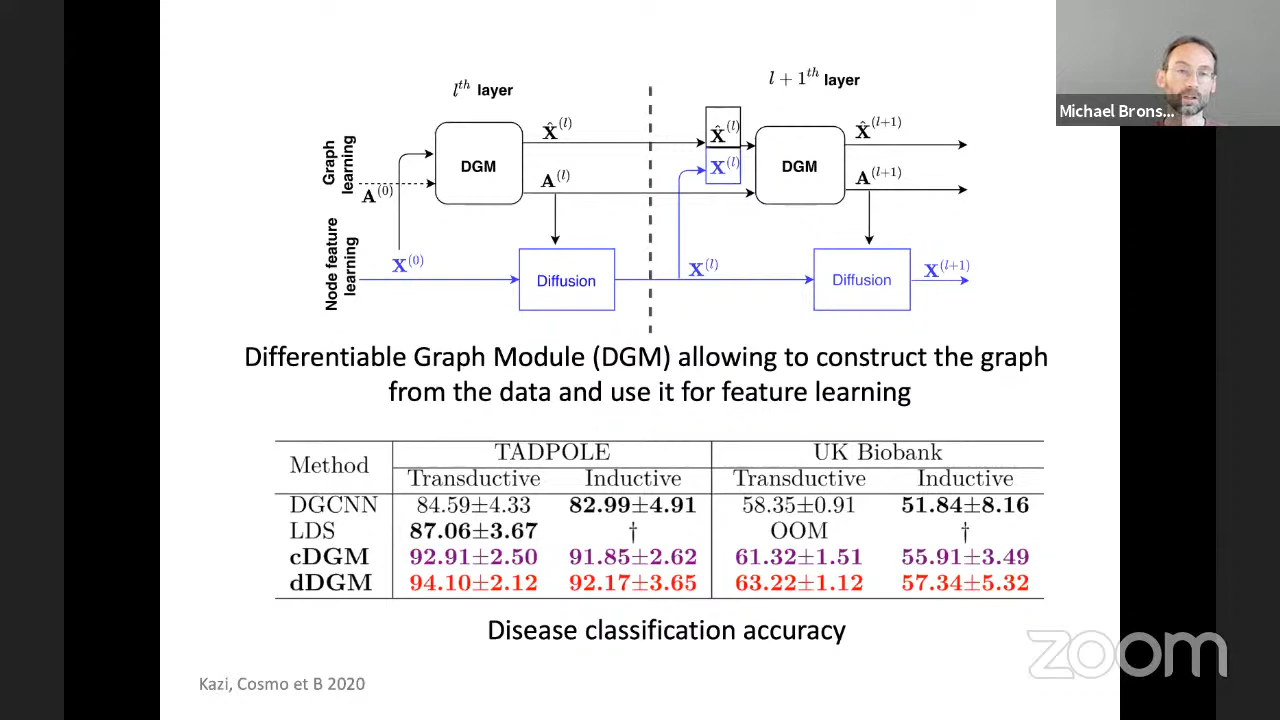 Michael Brons...
l^th layer
l + 1^th layer
Graph learning
Node feature learning
A^(0)
X^(0)
DGM
X̂^(l)
A^(l)
Diffusion
X̂^(l)
X^(l)
X^(l)
DGM
X̂^(l+1)
A^(l+1)
Diffusion
X^(l+1)
Differentiable Graph Module (DGM) allowing to construct the graph
from the data and use it for feature learning
Method TADPOLE UK Biobank
Transductive Inductive Transductive Inductive
DGCNN 84.59±4.33 82.99±4.91 58.35±0.91 51.84±8.16
LDS 87.06±3.67 † OOM †
cDGM 92.91±2.50 91.85±2.62 61.32±1.51 55.91±3.49
dDGM 94.10±2.12 92.17±3.65 63.22±1.12 57.34±5.32
Disease classification accuracy
zoom
Kazi, Cosmo et B 2020